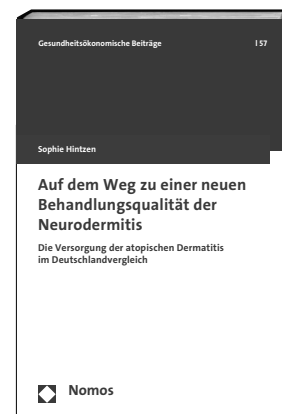 Gesundheitsökonomische Beiträge | 57
Sophie Hintzen
Auf dem Weg zu einer neuen
Behandlungsqualität der
Neurodermitis
Die Versorgung der atopischen Dermatitis
im Deutschlandvergleich
Nomos